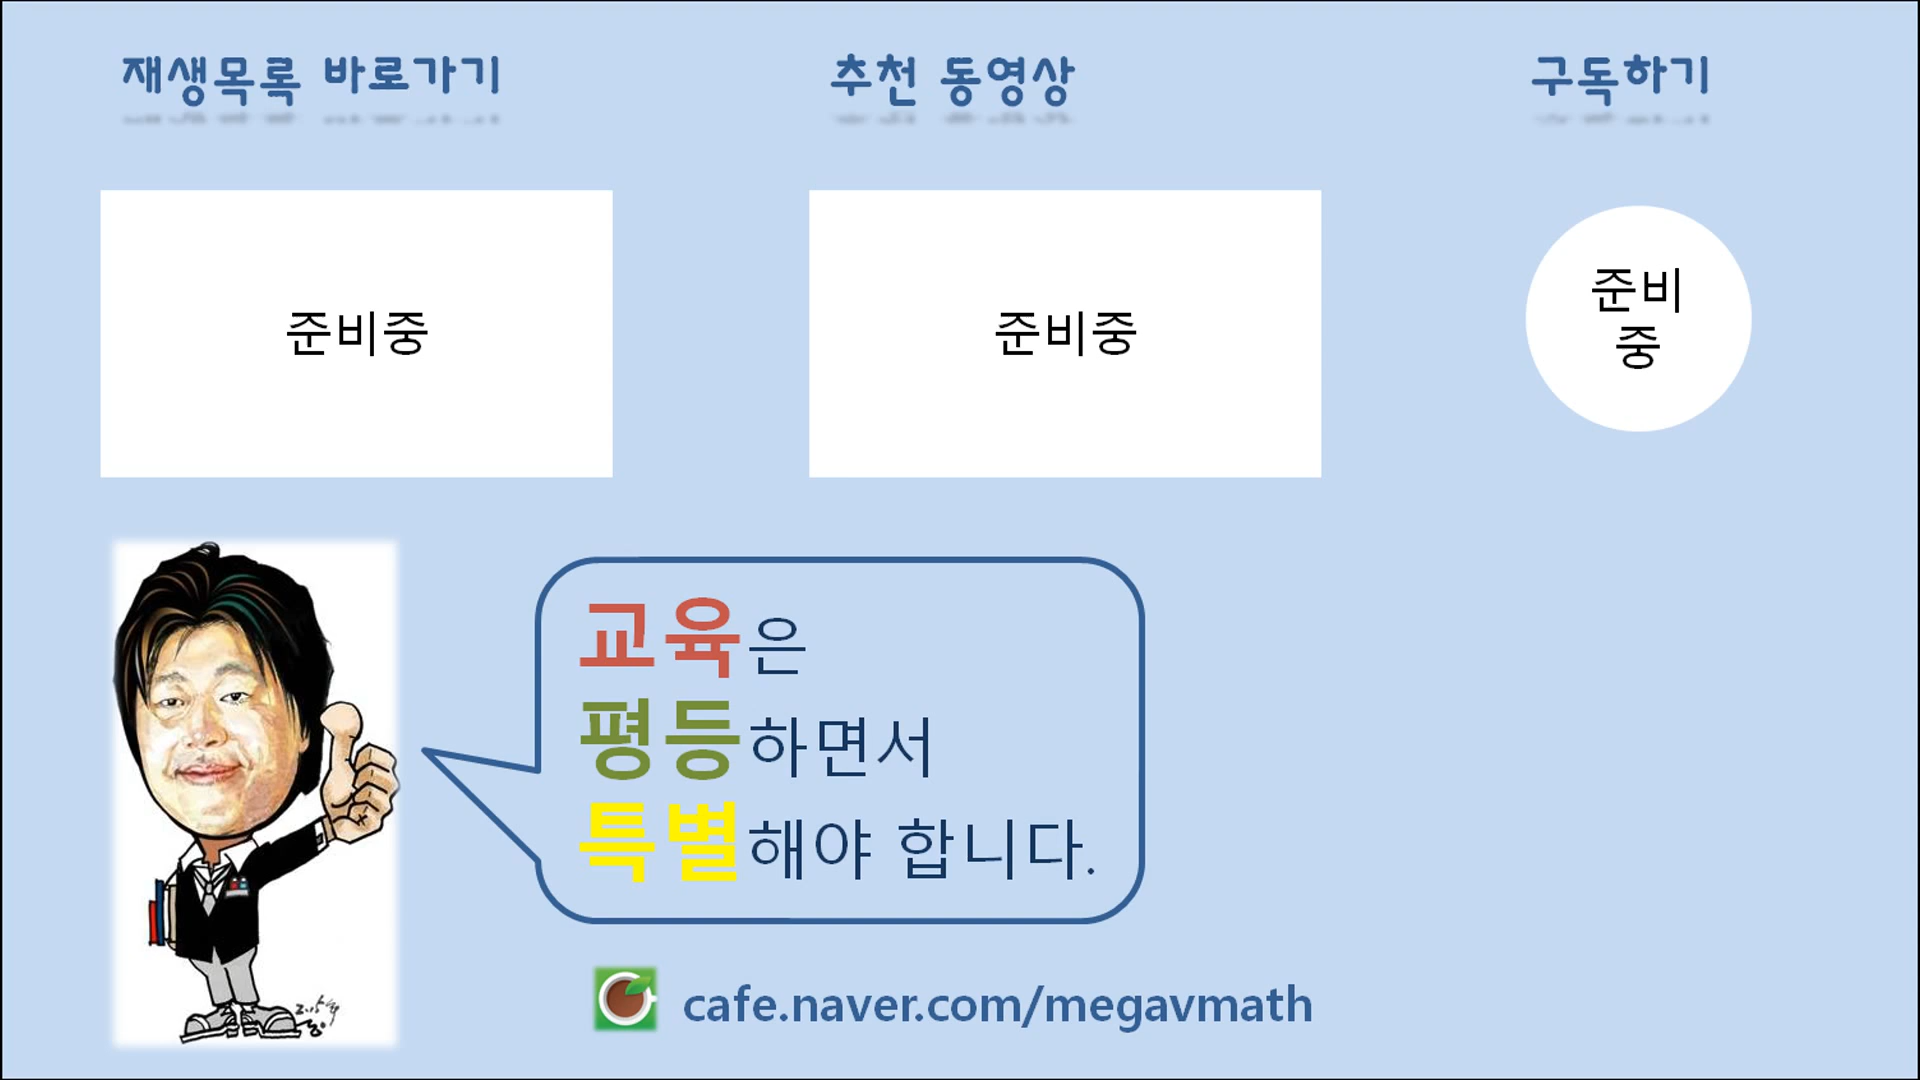 재생목록 바로가기
추천 동영상
구독하기
준비중
준비중
준비
중
교육은
평등하면서
특별해야 합니다.
cafe.naver.com/megavmath